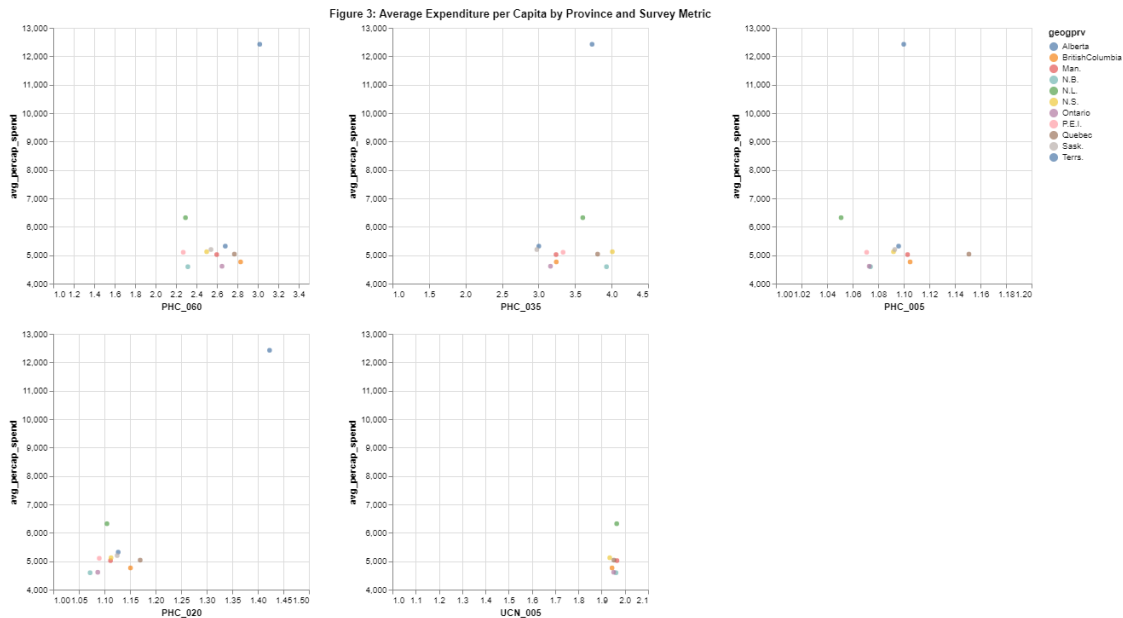 Figure 3: Average Expenditure per Capita by Province and Survey Metric
13,000
12,000
11,000
10,000
9,000
8,000
7,000
6,000
5,000
4,000
avg_percap_spend
1.0 1.2 1.4 1.6 1.8 2.0 2.2 2.4 2.6 2.8 3.0 3.2 3.4
PHC_060
13,000
12,000
11,000
10,000
9,000
8,000
7,000
6,000
5,000
4,000
avg_percap_spend
1.0 1.5 2.0 2.5 3.0 3.5 4.0 4.5
PHC_035
13,000
12,000
11,000
10,000
9,000
8,000
7,000
6,000
5,000
4,000
avg_percap_spend
1.00 1.02 1.04 1.06 1.08 1.10 1.12 1.14 1.16 1.18 1.20
PHC_005
geogprv
Alberta
BritishColumbia
Man.
N.B.
N.L.
N.S.
Ontario
P.E.I.
Quebec
Sask.
Terrs.
13,000
12,000
11,000
10,000
9,000
8,000
7,000
6,000
5,000
4,000
avg_percap_spend
1.00 1.05 1.10 1.15 1.20 1.25 1.30 1.35 1.40 1.45 1.50
PHC_020
13,000
12,000
11,000
10,000
9,000
8,000
7,000
6,000
5,000
4,000
avg_percap_spend
1.0 1.1 1.2 1.3 1.4 1.5 1.6 1.7 1.8 1.9 2.0 2.1
UCN_005